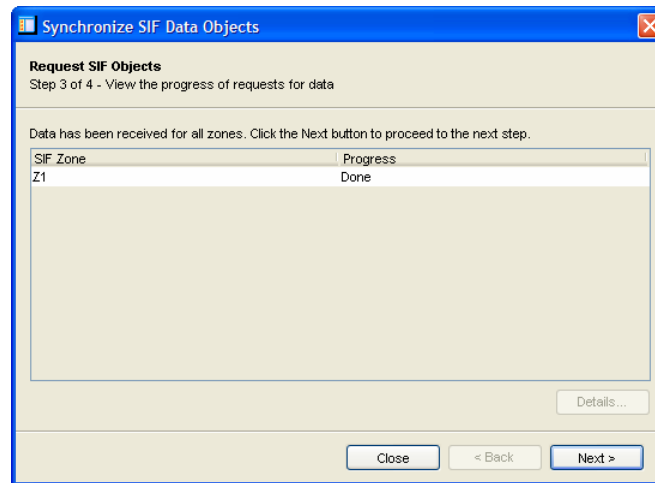 Synchronize SIF Data Objects
Request SIF Objects
Step 3 of 4 - View the progress of requests for data
Data has been received for all zones. Click the Next button to proceed to the next step.
SIF Zone Progress
Z1 Done
Details...
Close < Back Next >